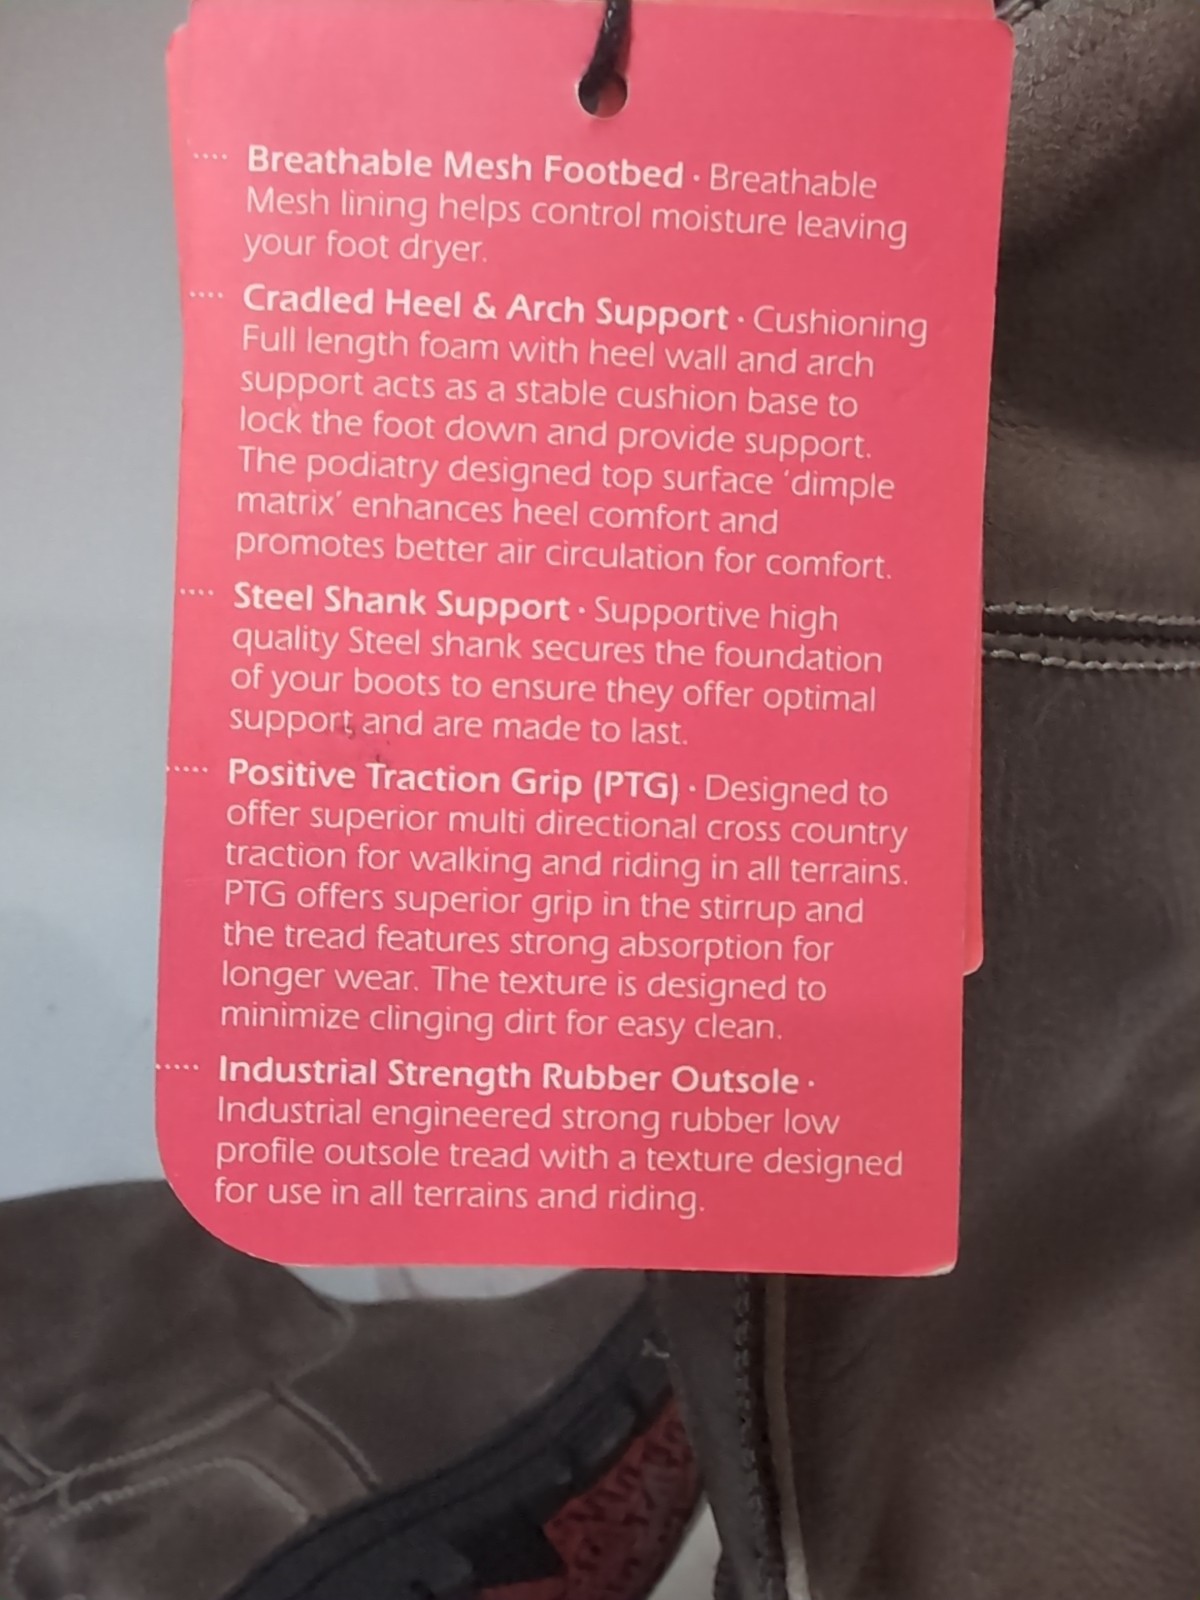 .... Breathable Mesh Footbed · Breathable
Mesh lining helps control moisture leaving
your foot dryer.
.... Cradled Heel & Arch Support · Cushioning
Full length foam with heel wall and arch
support acts as a stable cushion base to
lock the foot down and provide support.
The podiatry designed top surface ‘dimple
matrix’ enhances heel comfort and
promotes better air circulation for comfort.
.... Steel Shank Support · Supportive high
quality Steel shank secures the foundation
of your boots to ensure they offer optimal
support and are made to last.
..... Positive Traction Grip (PTG) · Designed to
offer superior multi directional cross country
traction for walking and riding in all terrains.
PTG offers superior grip in the stirrup and
the tread features strong absorption for
longer wear. The texture is designed to
minimize clinging dirt for easy clean.
..... Industrial Strength Rubber Outsole ·
Industrial engineered strong rubber low
profile outsole tread with a texture designed
for use in all terrains and riding.